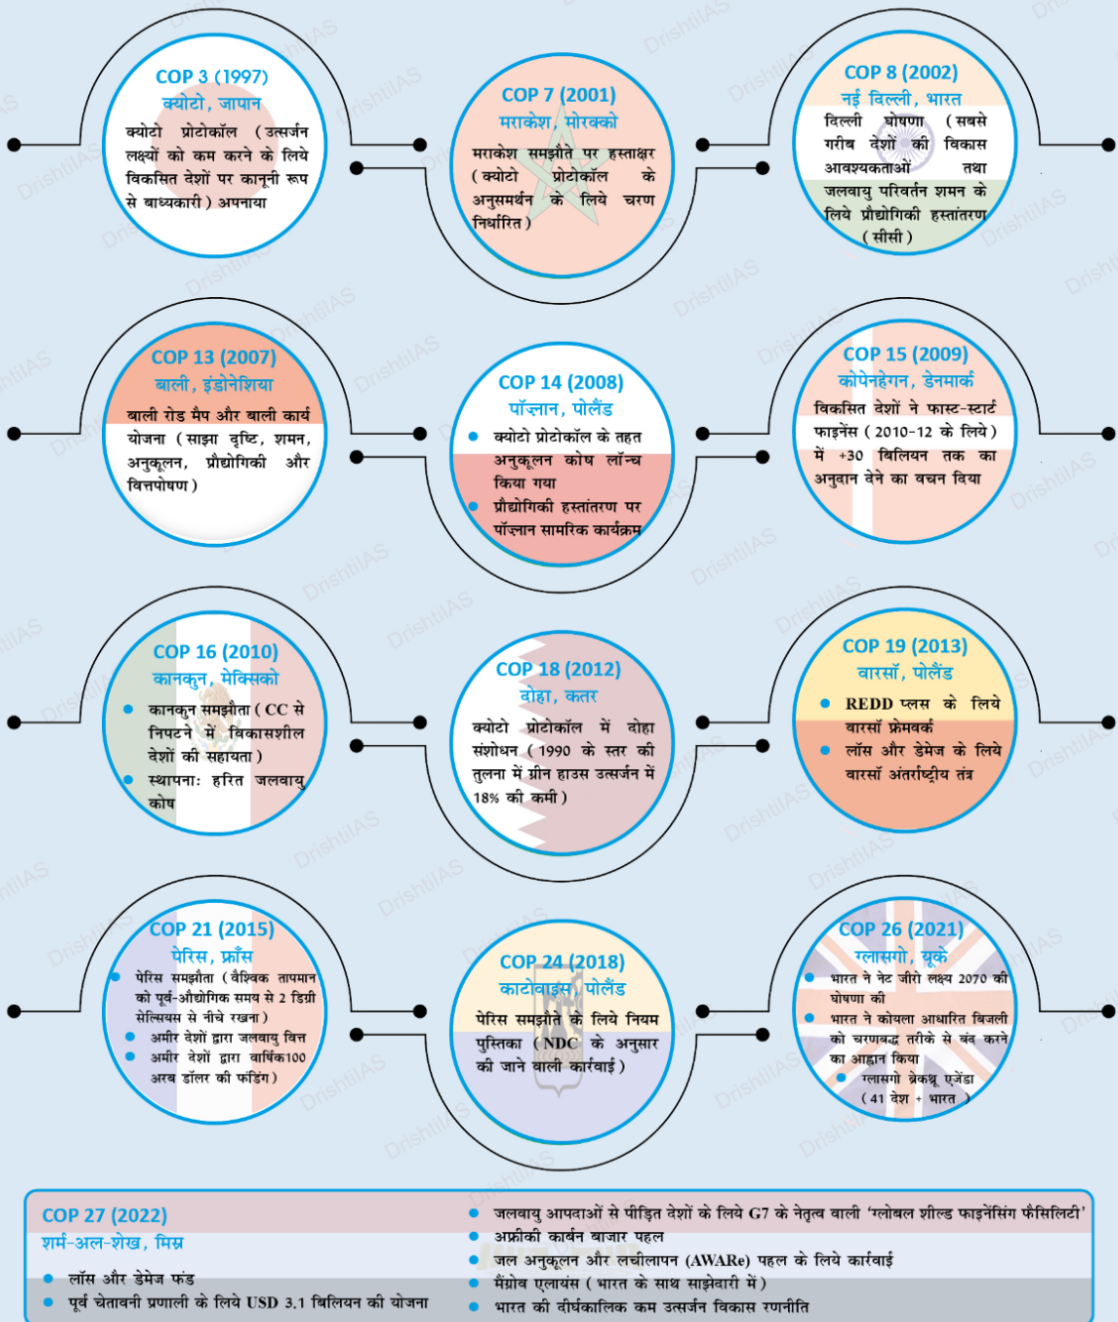 COP 3 (1997)
क्योटो, जापान
क्योटो प्रोटोकॉल (उत्सर्जन
लक्ष्यों को कम करने के लिये
विकसित देशों पर कानूनी रूप
से बाध्यकारी) अपनाया
COP 7 (2001)
मराकेश, मोरक्को
मराकेश समझौते पर हस्ताक्षर
(क्योटो प्रोटोकॉल के
अनुसमर्थन के लिये चरण
निर्धारित)
COP 8 (2002)
नई दिल्ली, भारत
दिल्ली घोषणा (सबसे
गरीब देशों की विकास
आवश्यकताओं तथा
जलवायु परिवर्तन शमन के
लिये प्रौद्योगिकी हस्तांतरण
(सीसी)
COP 13 (2007)
बाली, इंडोनेशिया
बाली रोड मैप और बाली कार्य
योजना (साझा दृष्टि, शमन,
अनुकूलन, प्रौद्योगिकी और
वित्तपोषण)
COP 14 (2008)
पॉज़्नान, पोलैंड
क्योटो प्रोटोकॉल के तहत
अनुकूलन कोष लॉन्च
किया गया
प्रौद्योगिकी हस्तांतरण पर
पॉज़्नान सामरिक कार्यक्रम
COP 15 (2009)
कोपेनहेगन, डेनमार्क
विकसित देशों ने फास्ट-स्टार्ट
फाइनेंस (2010-12 के लिये)
में +30 बिलियन तक का
अनुदान देने का वचन दिया
COP 16 (2010)
कानकुन, मेक्सिको
कानकुन समझौता (CC से
निपटने में विकासशील
देशों की सहायता)
स्थापनाः हरित जलवायु
कोष
COP 18 (2012)
दोहा, कतर
क्योटो प्रोटोकॉल में दोहा
संशोधन (1990 के स्तर की
तुलना में ग्रीन हाउस उत्सर्जन में
18% की कमी)
COP 19 (2013)
वारसॉ, पोलैंड
REDD प्लस के लिये
वारसॉ फ्रेमवर्क
लॉस और डेमेज के लिये
वारसॉ अंतर्राष्ट्रीय तंत्र
COP 21 (2015)
पेरिस, फ्राँस
पेरिस समझौता (वैश्विक तापमान
को पूर्व-औद्योगिक समय से 2 डिग्री
सेल्सियस से नीचे रखना)
अमीर देशों द्वारा जलवायु वित्त
अमीर देशों द्वारा वार्षिक100
अरब डॉलर की फंडिंग)
COP 24 (2018)
काटोवाइस, पोलैंड
पेरिस समझौते के लिये नियम
पुस्तिका (NDC के अनुसार
की जाने वाली कार्रवाई)
COP 26 (2021)
ग्लासगो, यूके
भारत ने नेट जीरो लक्ष्य 2070 की
घोषणा की
भारत ने कोयला आधारित बिजली
को चरणबद्ध तरीके से बंद करने
का आह्वान किया
ग्लासगो ब्रेकथ्रू एजेंडा
(41 देश + भारत )
COP 27 (2022)
शर्म-अल-शेख, मिस्र
लॉस और डेमेज फंड
पूर्व चेतावनी प्रणाली के लिये USD 3.1 बिलियन की योजना
जलवायु आपदाओं से पीड़ित देशों के लिये G7 के नेतृत्व वाली 'ग्लोबल शील्ड फाइनेंसिंग फैसिलिटी'
अफ्रीकी कार्बन बाजार पहल
जल अनुकूलन और लचीलापन (AWARe) पहल के लिये कार्रवाई
मैंग्रोव एलायंस (भारत के साथ साझेदारी में)
भारत की दीर्घकालिक कम उत्सर्जन विकास रणनीति
DrishtiIAS